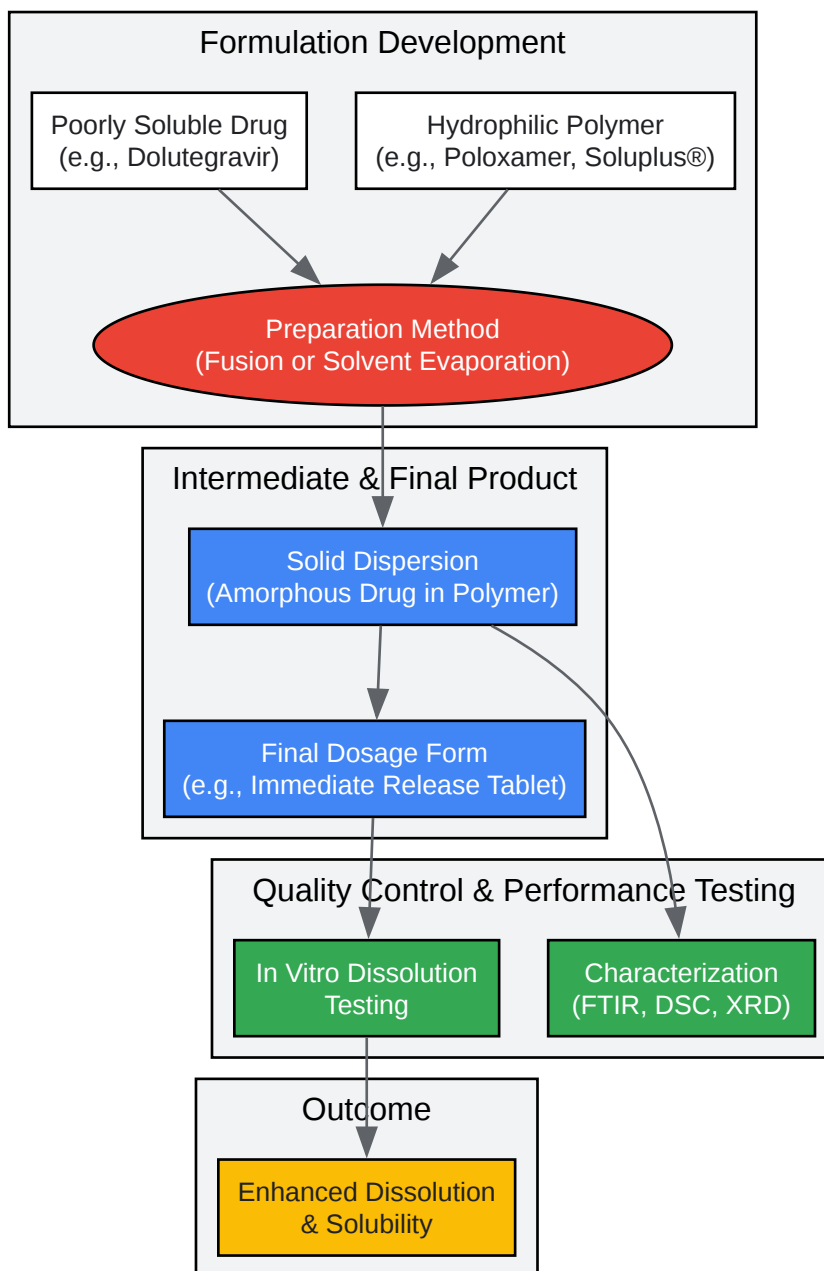 Formulation Development
Poorly Soluble Drug
(e.g., Dolutegravir)
Hydrophilic Polymer
(e.g., Poloxamer, Soluplus®)
Preparation Method
(Fusion or Solvent Evaporation)
Intermediate & Final Product
Solid Dispersion
(Amorphous Drug in Polymer)
Final Dosage Form
(e.g., Immediate Release Tablet)
Quality Control & Performance Testing
In Vitro Dissolution
Testing
Characterization
(FTIR, DSC, XRD)
Outcome
Enhanced Dissolution
& Solubility